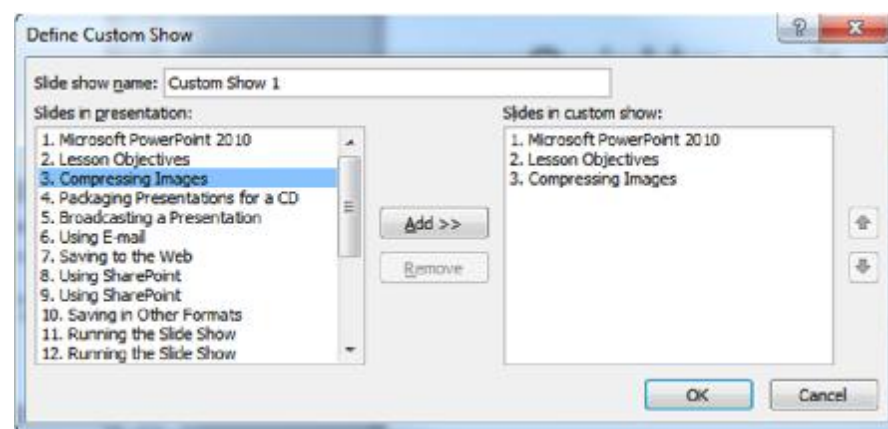 Define Custom Show
Slide show name: Custom Show 1
Slides in presentation:
1. Microsoft PowerPoint 2010
2. Lesson Objectives
3. Compressing Images
4. Packaging Presentations for a CD
5. Broadcasting a Presentation
6. Using E-mail
7. Saving to the Web
8. Using SharePoint
9. Using SharePoint
10. Saving in Other Formats
11. Running the Slide Show
12. Running the Slide Show
Add >>
Remove
Slides in custom show:
1. Microsoft PowerPoint 2010
2. Lesson Objectives
3. Compressing Images
OK Cancel